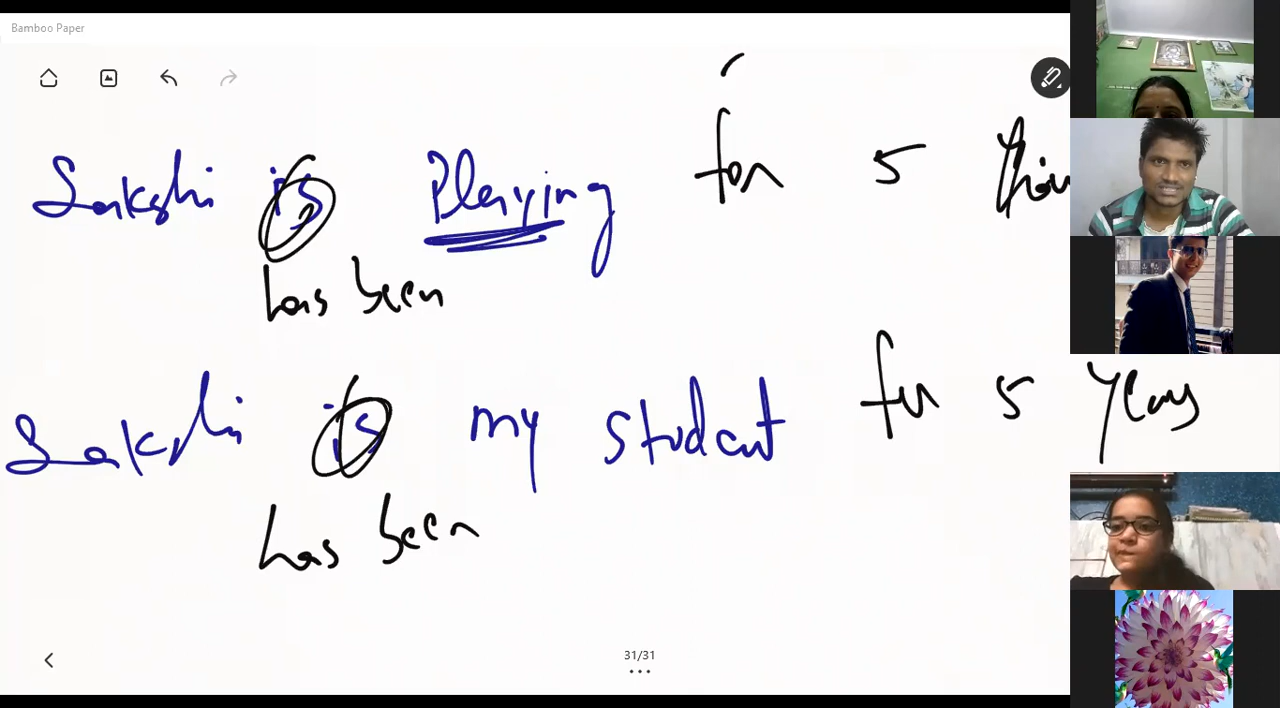 Bamboo Paper
Sakshi is Playing for 5
has been
Sakshi is my student for 5 years
has been
31/31